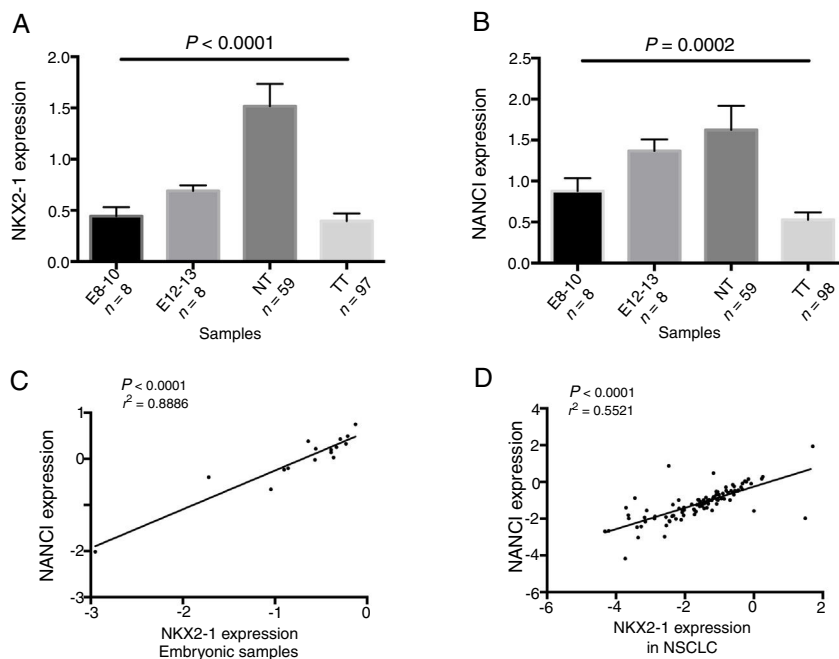 A
P < 0.0001
NKX2-1 expression
2.0
1.5
1.0
0.5
0.0
E8-10
n = 8
E12-13
n = 8
NT
n = 59
TT
n = 97
Samples
B
P = 0.0002
NANCI expression
2.5
2.0
1.5
1.0
0.5
0.0
E8-10
n = 8
E12-13
n = 8
NT
n = 59
TT
n = 98
Samples
C
P < 0.0001
r² = 0.8886
NANCI expression
1
0
-1
-2
-3
-3 -2 -1 0
NKX2-1 expression
Embryonic samples
D
P < 0.0001
r² = 0.5521
NANCI expression
4
2
0
-2
-4
-6
-6 -4 -2 0 2
NKX2-1 expression
in NSCLC